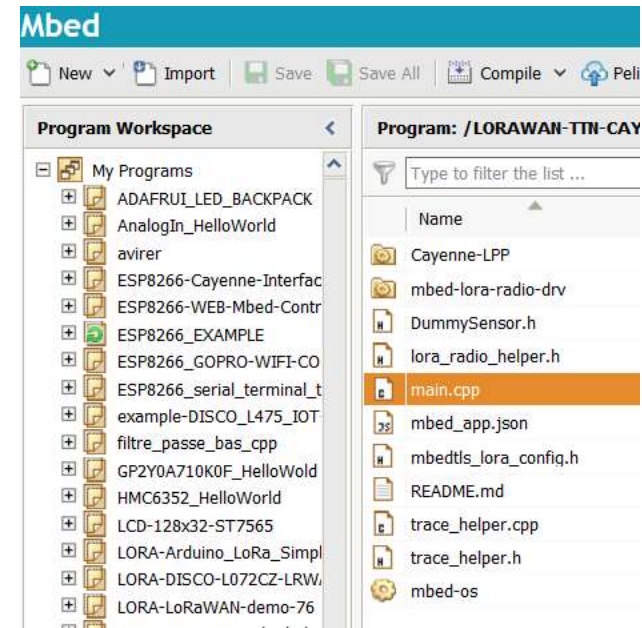 Mbed
New Import Save Save All Compile Peli
Program Workspace
My Programs
ADAFRUI_LED_BACKPACK
AnalogIn_HelloWorld
avirer
ESP8266-Cayenne-Interfac
ESP8266-WEB-Mbed-Contr
ESP8266_EXAMPLE
ESP8266_GOPRO-WIFI-CO
ESP8266_serial_terminal_t
example-DISCO_L475_IOT
filtre_passe_bas_cpp
GP2Y0A710K0F_HelloWold
HMC6352_HelloWorld
LCD-128x32-ST7565
LORA-Arduino_LoRa_Simpl
LORA-DISCO-L072CZ-LRW
LORA-LoRaWAN-demo-76
Program: /LORAWAN-TTN-CAY
Type to filter the list ...
Name
Cayenne-LPP
mbed-lora-radio-drv
DummySensor.h
lora_radio_helper.h
main.cpp
mbed_app.json
mbedtls_lora_config.h
README.md
trace_helper.cpp
trace_helper.h
mbed-os